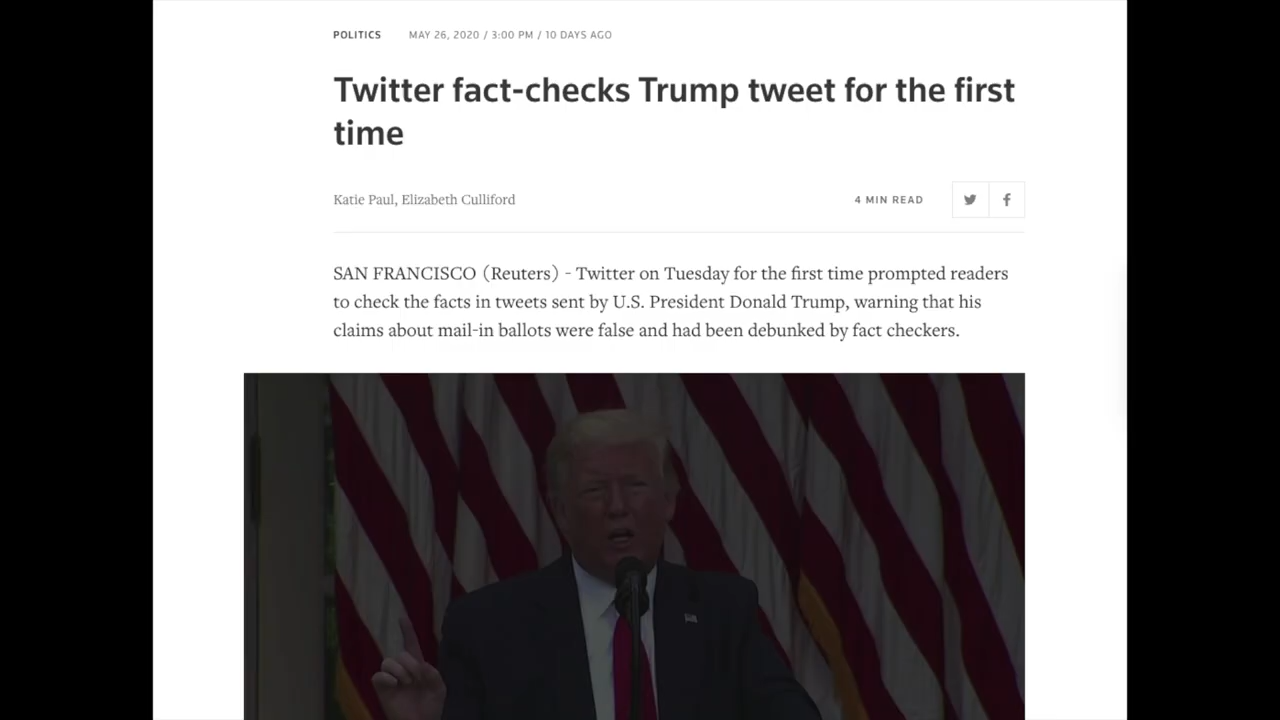 POLITICS MAY 26, 2020 / 3:00 PM / 10 DAYS AGO
Twitter fact-checks Trump tweet for the first
time
Katie Paul, Elizabeth Culliford 4 MIN READ
SAN FRANCISCO (Reuters) - Twitter on Tuesday for the first time prompted readers
to check the facts in tweets sent by U.S. President Donald Trump, warning that his
claims about mail-in ballots were false and had been debunked by fact checkers.